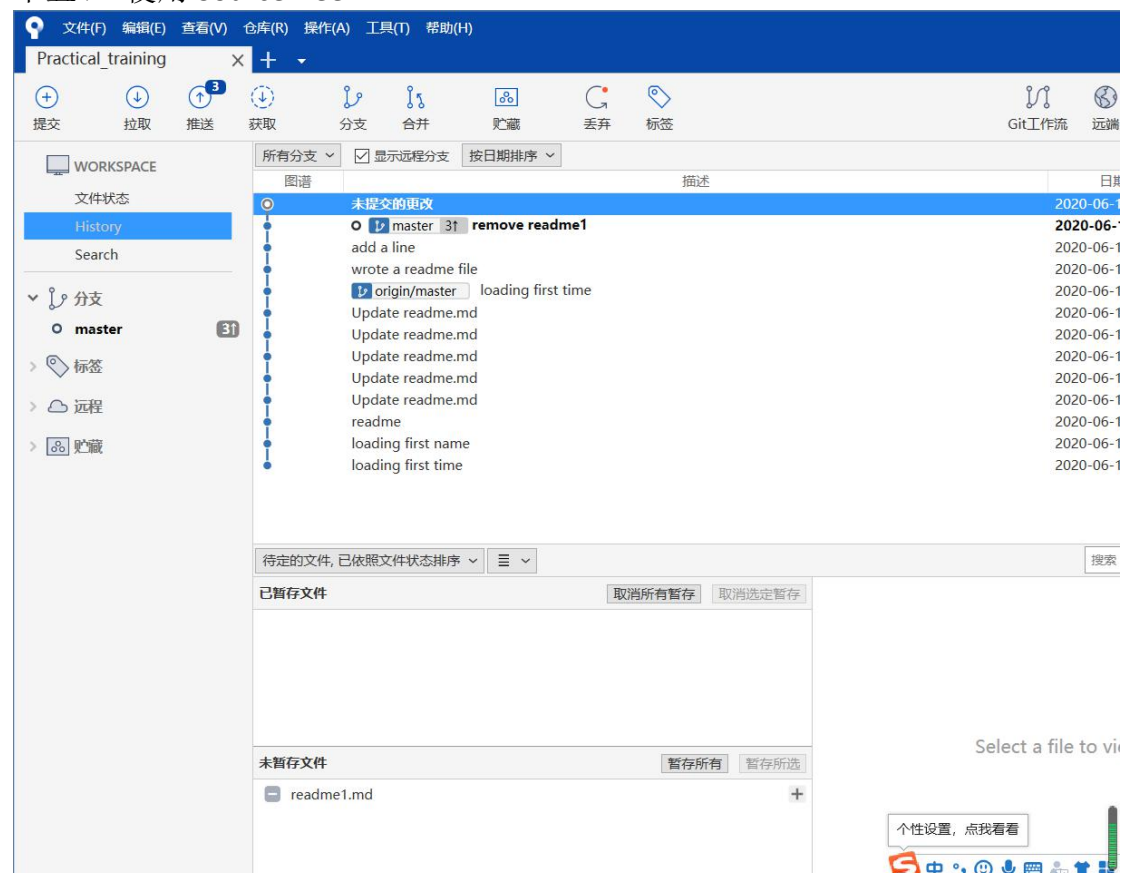 文件(F) 编辑(E) 查看(V) 仓库(R) 操作(A) 工具(T) 帮助(H)
Practical_training
3
提交 拉取 推送 获取 分支 合并 贮藏 丢弃 标签 Git工作流 远端
WORKSPACE
文件状态
History
Search
分支
master 3↑
标签
远程
贮藏
所有分支 显示远程分支 按日期排序
图谱 描述 日期
未提交的更改 2020-06-1
master 3↑ remove readme1 2020-06-
add a line 2020-06-1
wrote a readme file 2020-06-1
origin/master loading first time 2020-06-1
Update readme.md 2020-06-1
Update readme.md 2020-06-1
Update readme.md 2020-06-1
Update readme.md 2020-06-1
Update readme.md 2020-06-1
readme 2020-06-1
loading first name 2020-06-1
loading first time 2020-06-1
待定的文件, 已依照文件状态排序 搜索
已暂存文件 取消所有暂存 取消选定暂存
Select a file to vi
未暂存文件 暂存所有 暂存所选
readme1.md
个性设置，点我看看
中